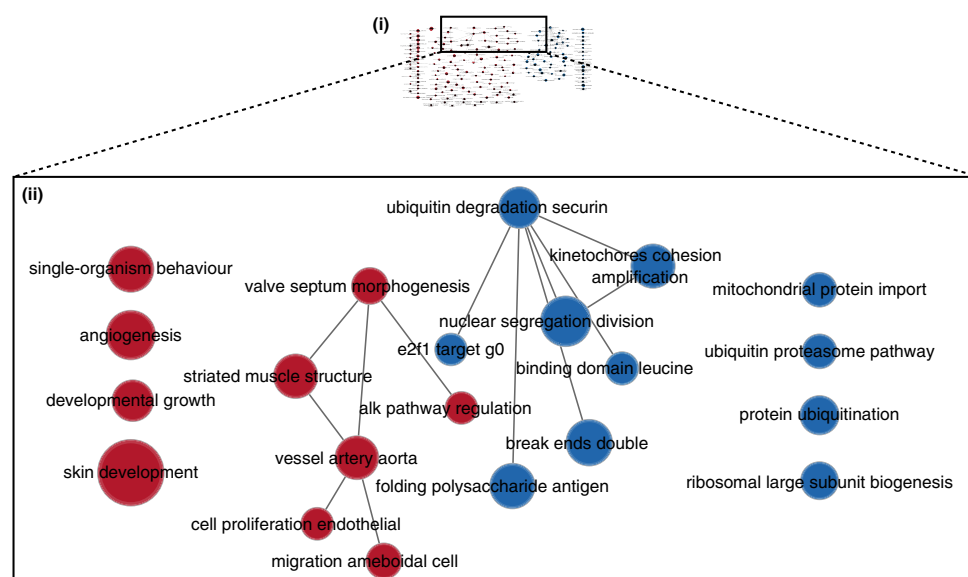 (i)
(ii)
ubiquitin degradation securin
single-organism behaviour
valve septum morphogenesis
kinetochores cohesion
amplification
mitochondrial protein import
angiogenesis
nuclear segregation division
e2f1 target g0
ubiquitin proteasome pathway
striated muscle structure
binding domain leucine
developmental growth
alk pathway regulation
protein ubiquitination
break ends double
skin development
vessel artery aorta
folding polysaccharide antigen
ribosomal large subunit biogenesis
cell proliferation endothelial
migration ameboidal cell